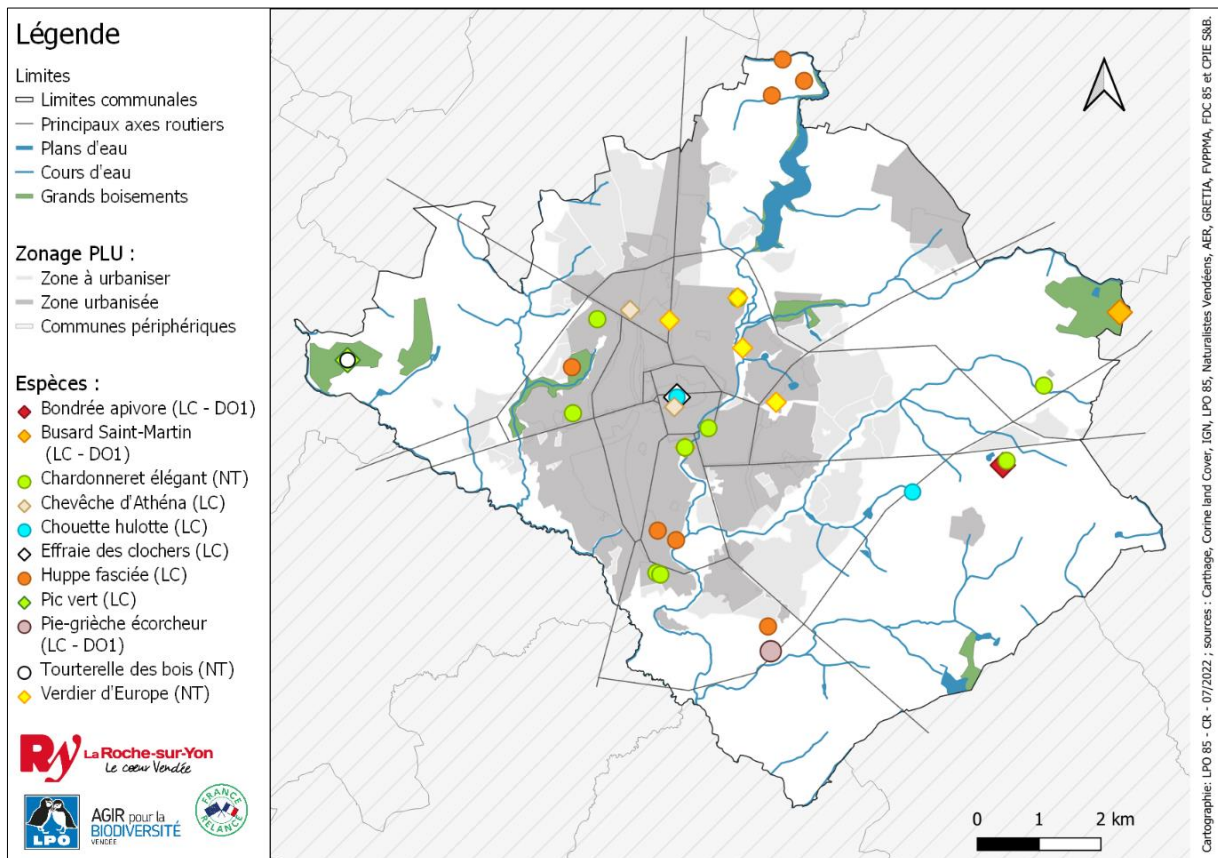 Légende
Limites
Limites communales
Principaux axes routiers
Plans d'eau
Cours d'eau
Grands boisements
Zonage PLU :
Zone à urbaniser
Zone urbanisée
Communes périphériques
Espèces :
Bondrée apivore (LC - DO1)
Busard Saint-Martin
(LC - DO1)
Chardonneret élégant (NT)
Chevêche d'Athéna (LC)
Chouette hulotte (LC)
Effraie des clochers (LC)
Huppe fasciée (LC)
Pic vert (LC)
Pie-grièche écorcheur
(LC - DO1)
Tourterelle des bois (NT)
Verdier d'Europe (NT)
Ry La Roche-sur-Yon
Le cœur Vendée
LPO
AGIR pour la
BIODIVERSITÉ
VENDÉE
FRANCE
RELANCE
0 1 2 km
Cartographie: LPO 85 - CR - 07/2022 ; sources : Carthage, Corine land Cover, IGN, LPO 85, Naturalistes Vendéens, AER, GRETTA, FVPPMA, FDC 85 et CPIE S&B.